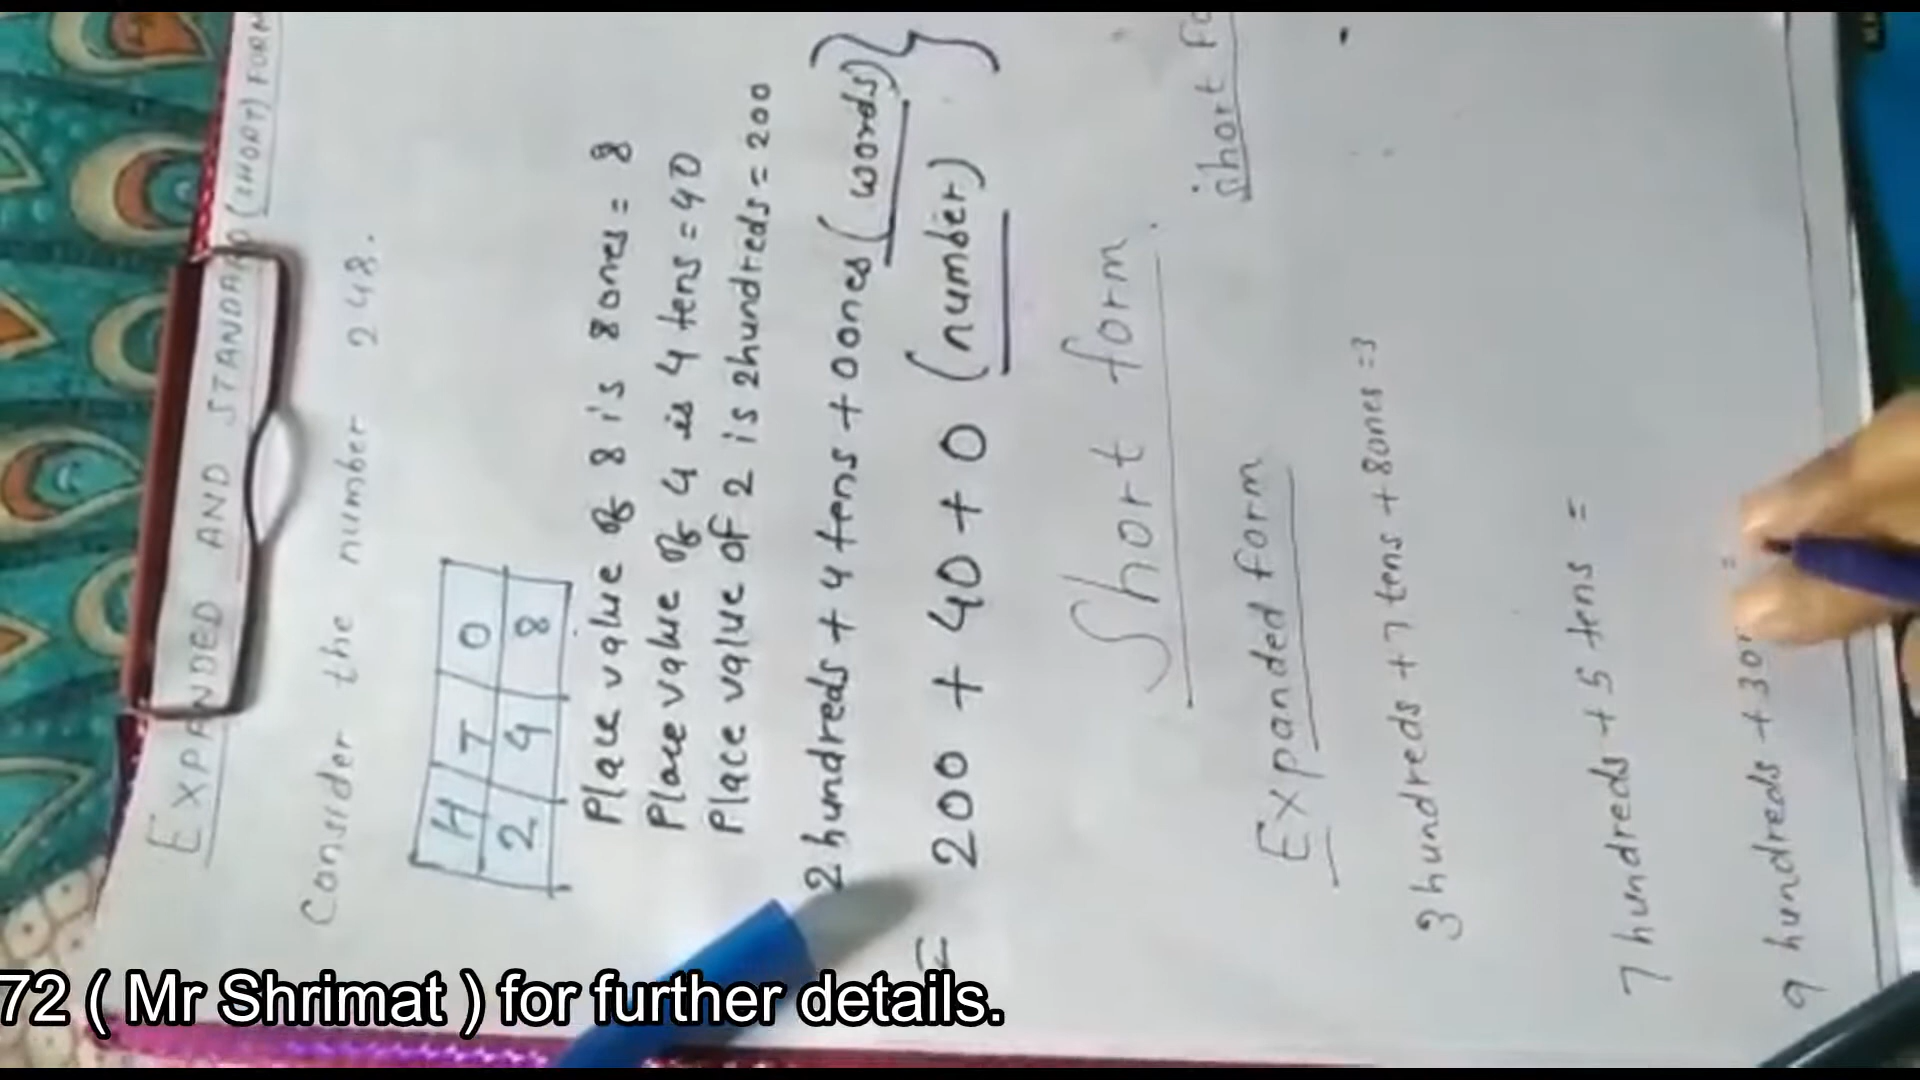 EXPANDED AND STANDARD (SHORT) FORM
Consider the number 248.
H T O
2 4 8
Place value of 8 is 8 ones = 8
Place value of 4 is 4 tens = 40
Place value of 2 is 2 hundreds = 200
2 hundreds + 4 tens + 0 ones (words)
= 200 + 40 + 0 (number)
Short form.
Expanded form
short Fo
3 hundreds + 7 tens + 8 ones = 3
7 hundreds + 5 tens =
9 hundreds + 3 =
72 ( Mr Shrimat ) for further details.